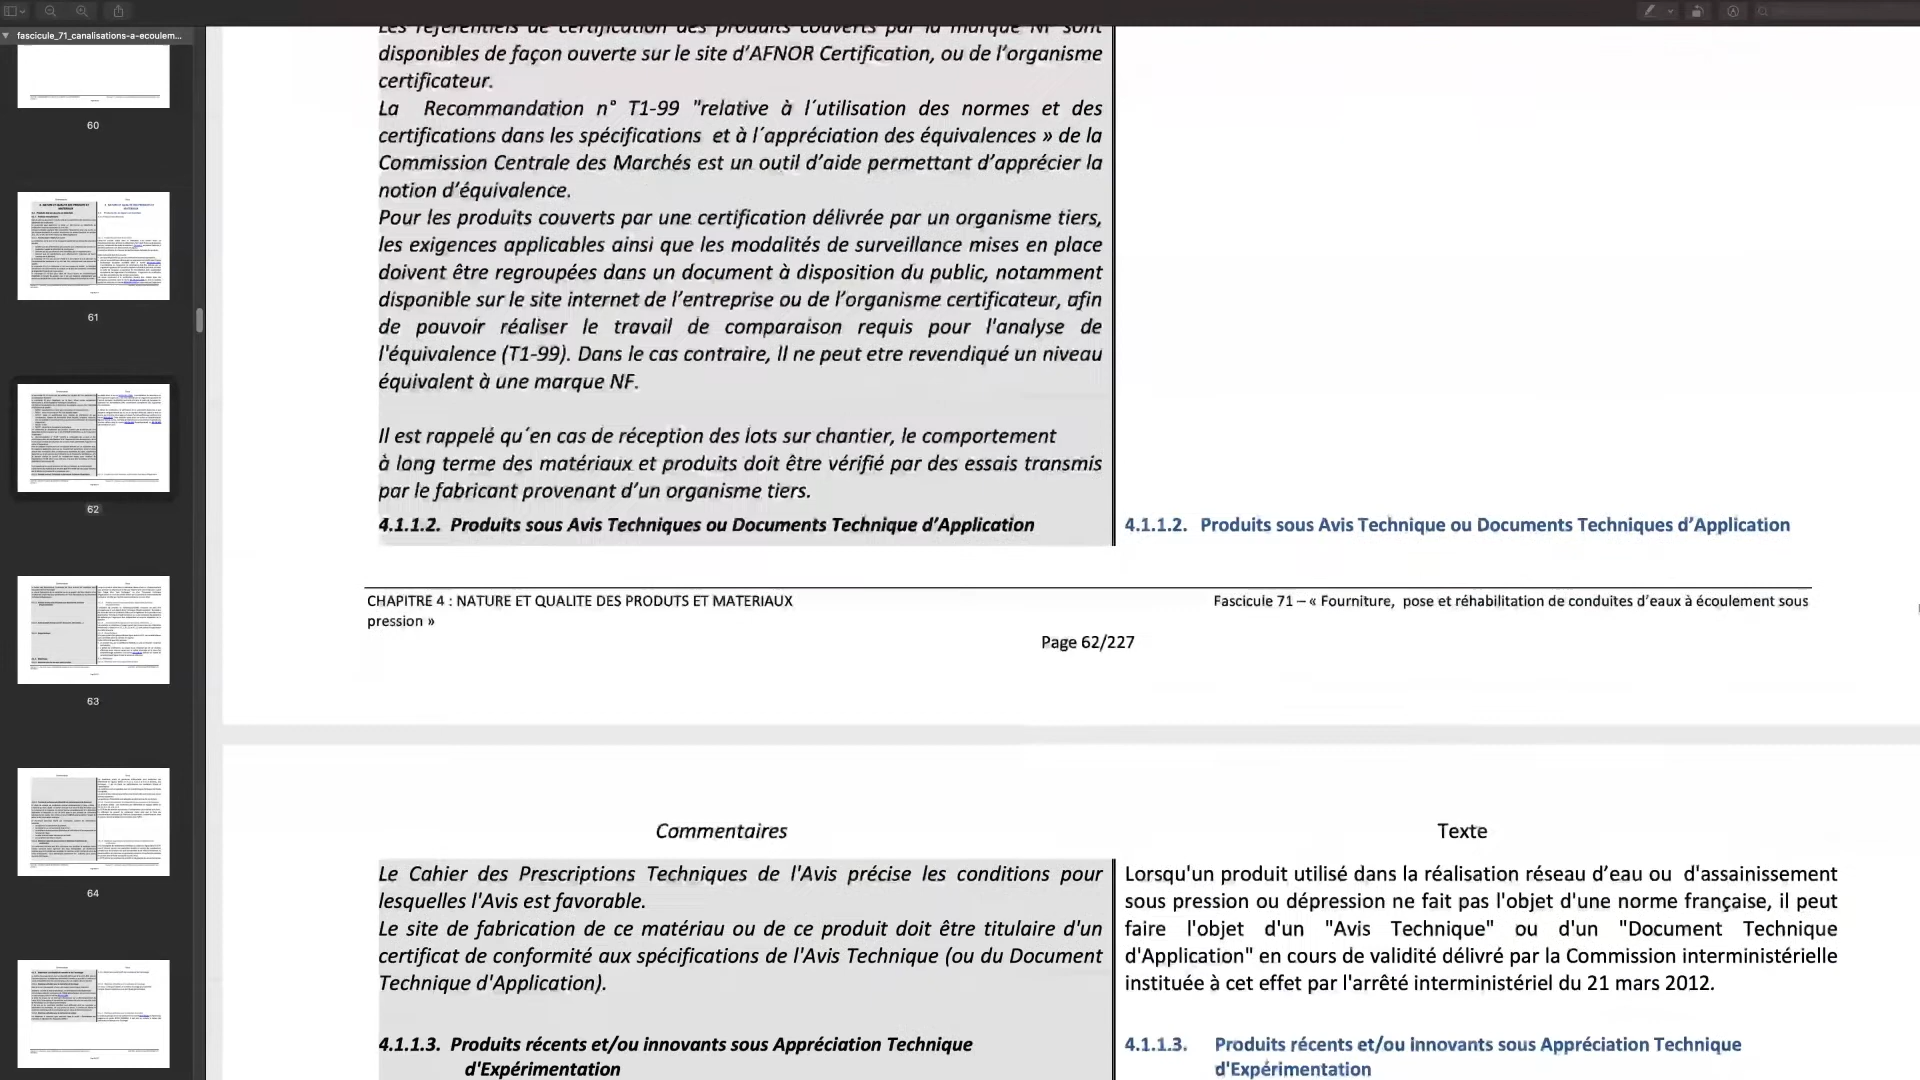 fascicule_71_canalisations-a-ecoulem...
60
61
62
63
64
Les référentiels de certification des produits couverts par la marque NF sont
disponibles de façon ouverte sur le site d’AFNOR Certification, ou de l’organisme
certificateur.
La Recommandation n° T1-99 "relative à l´utilisation des normes et des
certifications dans les spécifications et à l´appréciation des équivalences » de la
Commission Centrale des Marchés est un outil d’aide permettant d’apprécier la
notion d’équivalence.
Pour les produits couverts par une certification délivrée par un organisme tiers,
les exigences applicables ainsi que les modalités de surveillance mises en place
doivent être regroupées dans un document à disposition du public, notamment
disponible sur le site internet de l’entreprise ou de l’organisme certificateur, afin
de pouvoir réaliser le travail de comparaison requis pour l'analyse de
l'équivalence (T1-99). Dans le cas contraire, Il ne peut etre revendiqué un niveau
équivalent à une marque NF.
Il est rappelé qu´en cas de réception des lots sur chantier, le comportement
à long terme des matériaux et produits doit être vérifié par des essais transmis
par le fabricant provenant d’un organisme tiers.
4.1.1.2. Produits sous Avis Techniques ou Documents Technique d’Application
4.1.1.2. Produits sous Avis Technique ou Documents Techniques d’Application
CHAPITRE 4 : NATURE ET QUALITE DES PRODUTS ET MATERIAUX
Fascicule 71 – « Fourniture, pose et réhabilitation de conduites d’eaux à écoulement sous
pression »
Page 62/227
Commentaires
Le Cahier des Prescriptions Techniques de l'Avis précise les conditions pour
lesquelles l'Avis est favorable.
Le site de fabrication de ce matériau ou de ce produit doit être titulaire d'un
certificat de conformité aux spécifications de l'Avis Technique (ou du Document
Technique d'Application).
4.1.1.3. Produits récents et/ou innovants sous Appréciation Technique
d'Expérimentation
Texte
Lorsqu'un produit utilisé dans la réalisation réseau d’eau ou d'assainissement
sous pression ou dépression ne fait pas l'objet d'une norme française, il peut
faire l'objet d'un "Avis Technique" ou d'un "Document Technique
d'Application" en cours de validité délivré par la Commission interministérielle
instituée à cet effet par l'arrêté interministériel du 21 mars 2012.
4.1.1.3. Produits récents et/ou innovants sous Appréciation Technique
d'Expérimentation